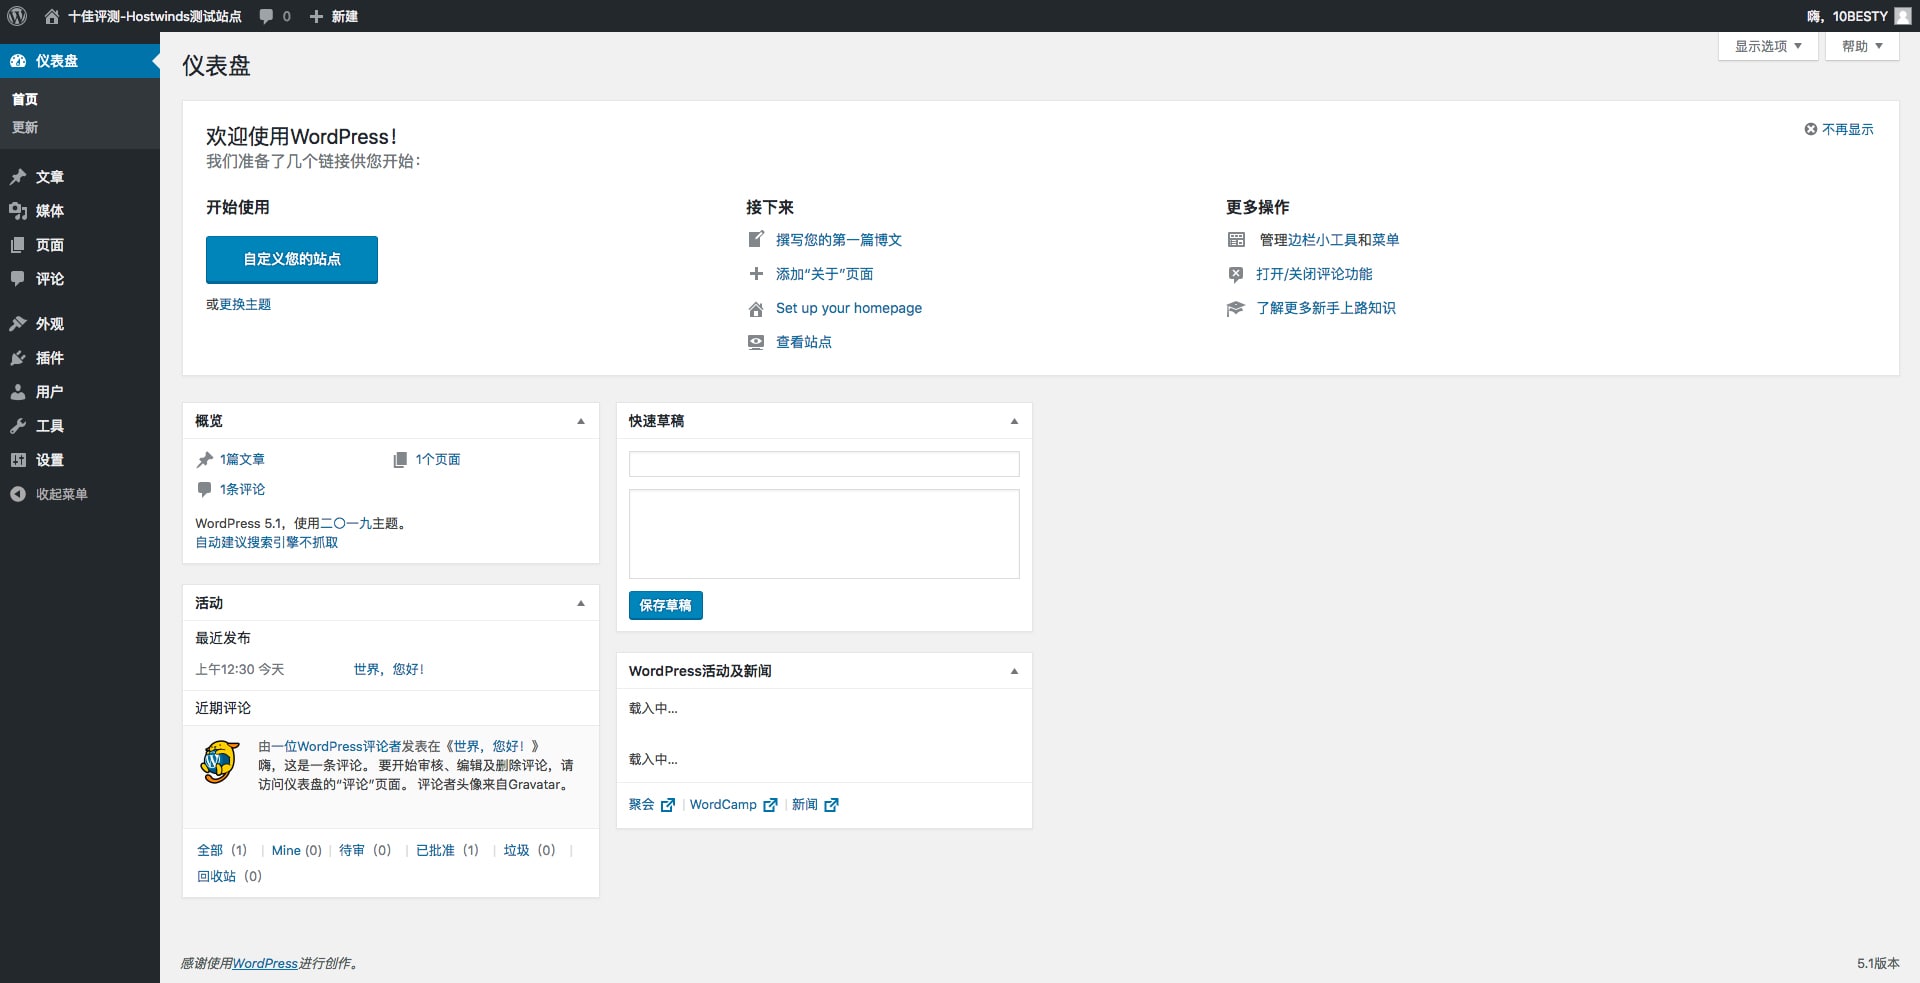 十佳评测-Hostwinds测试站点 0 新建 嗨，10BESTY
仪表盘
首页
更新
文章
媒体
页面
评论
外观
插件
用户
工具
设置
收起菜单
仪表盘
显示选项 帮助
欢迎使用WordPress！
我们准备了几个链接供您开始：
不再显示
开始使用
自定义您的站点
或更换主题
接下来
撰写您的第一篇博文
添加“关于”页面
Set up your homepage
查看站点
更多操作
管理边栏小工具和菜单
打开/关闭评论功能
了解更多新手上路知识
概览
1篇文章 1个页面
1条评论
WordPress 5.1，使用二〇一九主题。
自动建议搜索引擎不抓取
活动
最近发布
上午12:30 今天 世界，您好！
近期评论
由一位WordPress评论者发表在《世界，您好！》
嗨，这是一条评论。 要开始审核、编辑及删除评论，请
访问仪表盘的“评论”页面。 评论者头像来自Gravatar。
全部（1） | Mine (0) | 待审（0） | 已批准（1） | 垃圾（0） |
回收站（0）
快速草稿
保存草稿
WordPress活动及新闻
载入中…
载入中…
聚会 | WordCamp | 新闻
感谢使用WordPress进行创作。
5.1版本